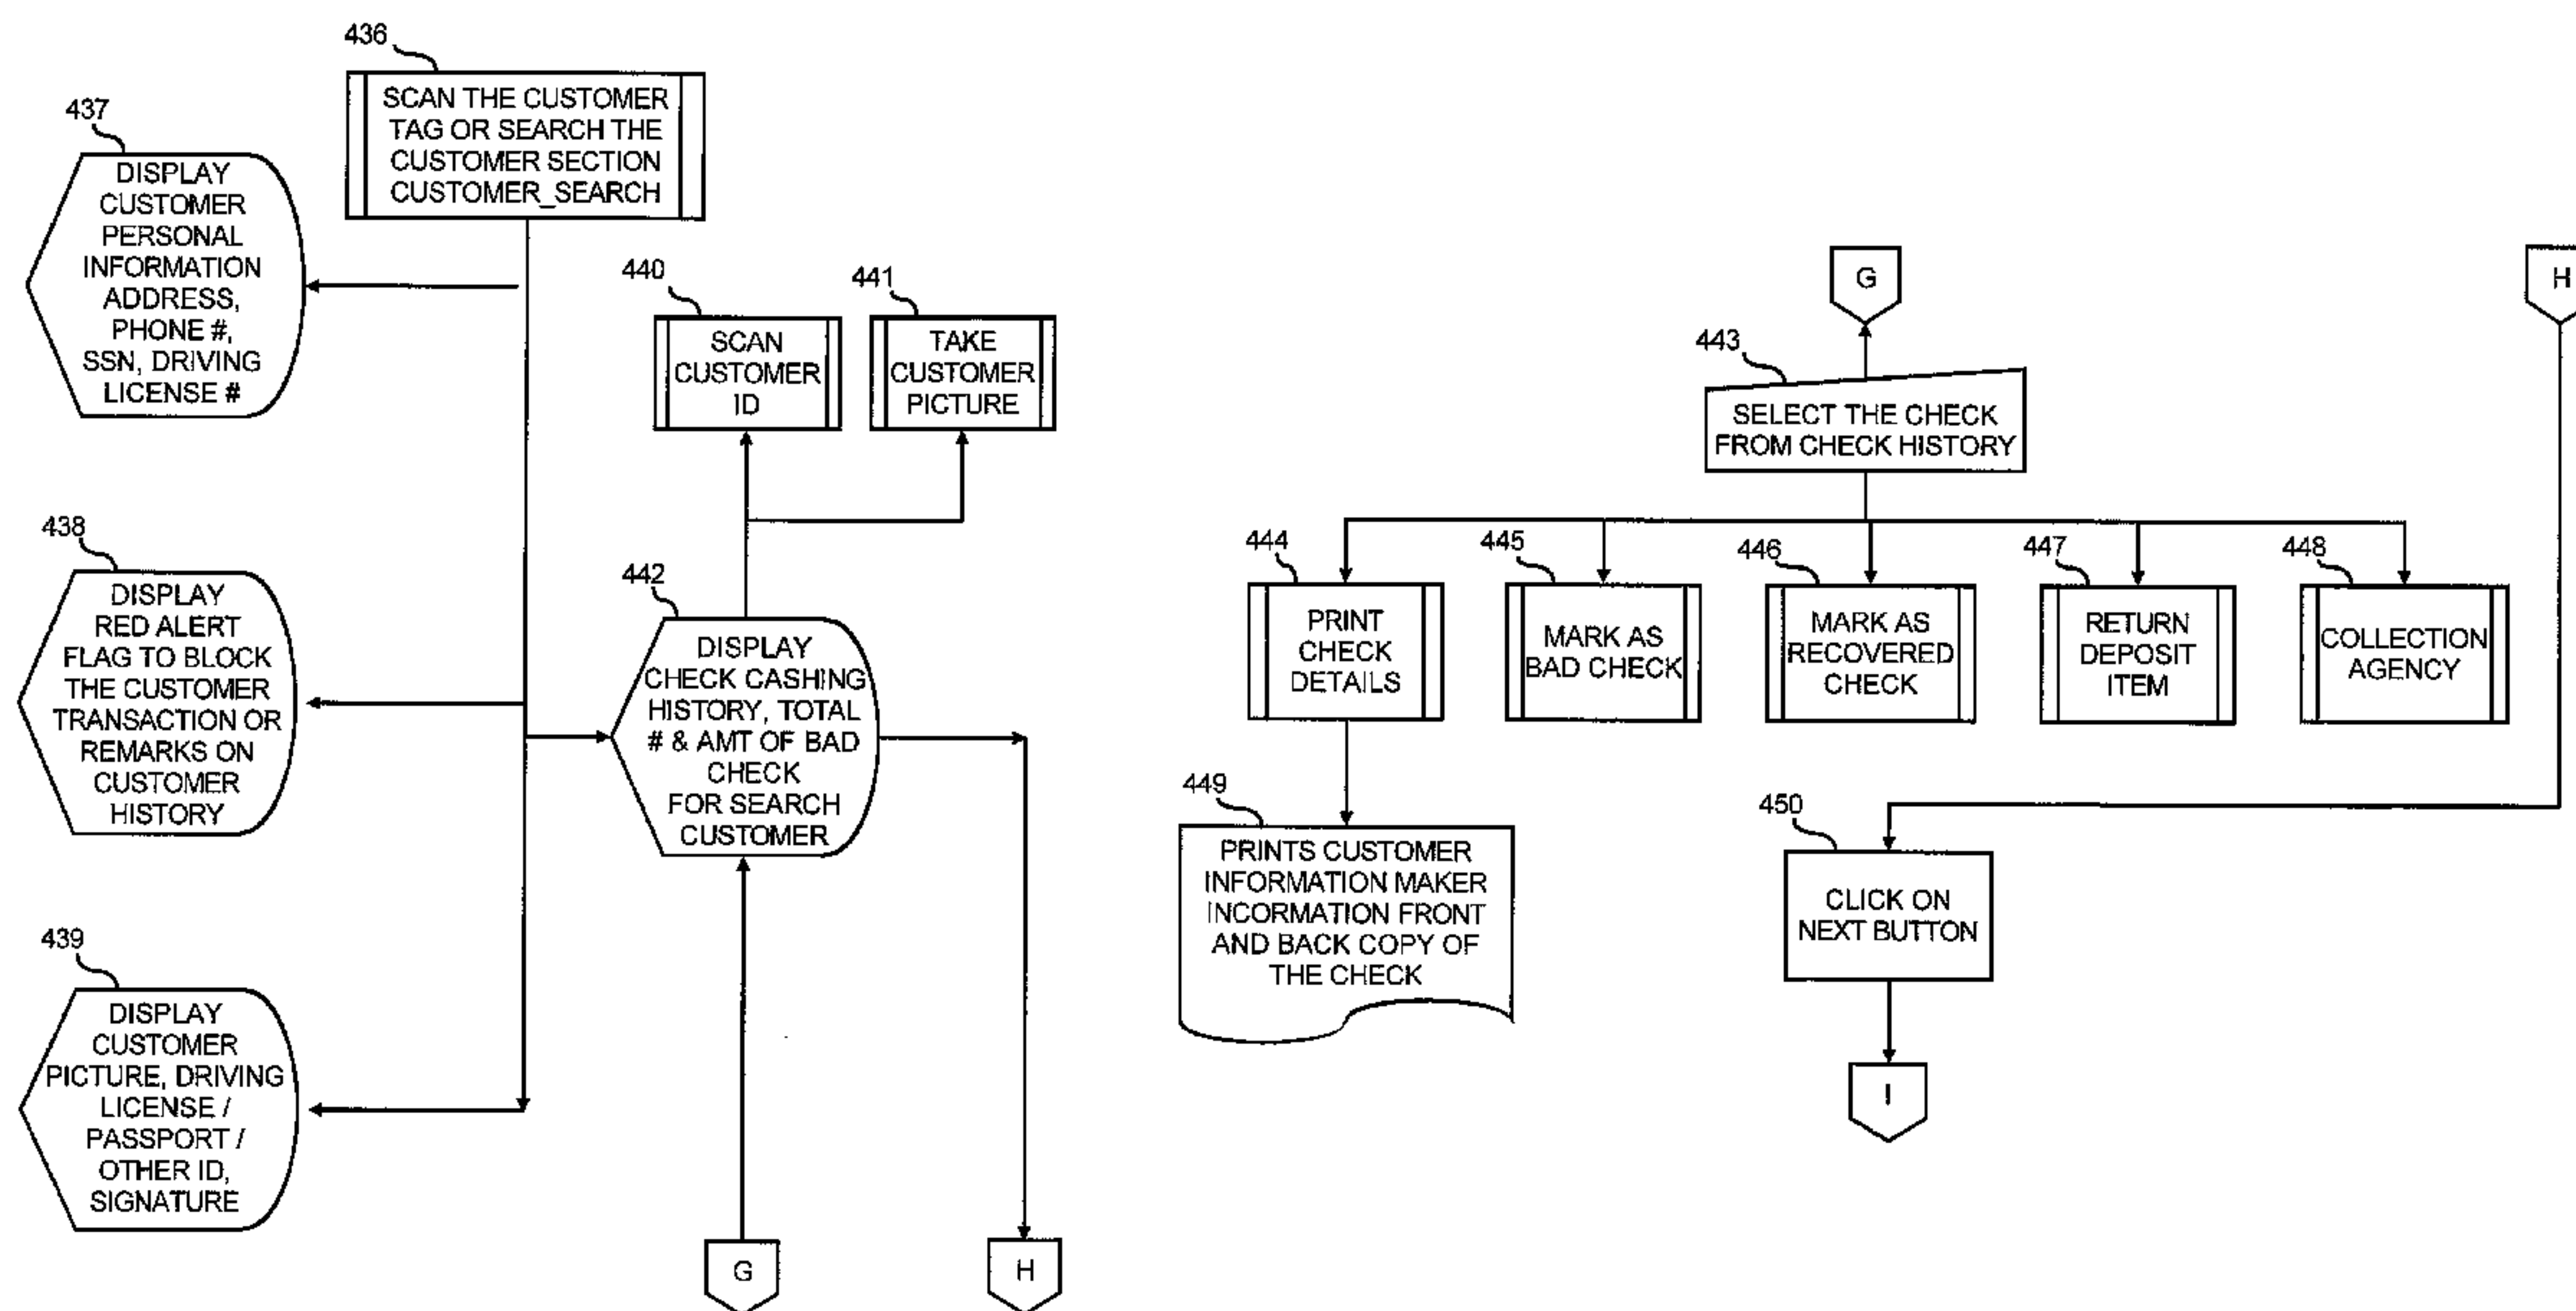 436
SCAN THE CUSTOMER
TAG OR SEARCH THE
CUSTOMER SECTION
CUSTOMER_SEARCH
437
DISPLAY
CUSTOMER
PERSONAL
INFORMATION
ADDRESS,
PHONE #,
SSN, DRIVING
LICENSE #
438
DISPLAY
RED ALERT
FLAG TO BLOCK
THE CUSTOMER
TRANSACTION OR
REMARKS ON
CUSTOMER
HISTORY
439
DISPLAY
CUSTOMER
PICTURE, DRIVING
LICENSE /
PASSPORT /
OTHER ID,
SIGNATURE
440
SCAN
CUSTOMER
ID
441
TAKE
CUSTOMER
PICTURE
442
DISPLAY
CHECK CASHING
HISTORY, TOTAL
# & AMT OF BAD
CHECK
FOR SEARCH
CUSTOMER
G
H
G
H
443
SELECT THE CHECK
FROM CHECK HISTORY
444
PRINT
CHECK
DETAILS
445
MARK AS
BAD CHECK
446
MARK AS
RECOVERED
CHECK
447
RETURN
DEPOSIT
ITEM
448
COLLECTION
AGENCY
449
PRINTS CUSTOMER
INFORMATION MAKER
INCORMATION FRONT
AND BACK COPY OF
THE CHECK
450
CLICK ON
NEXT BUTTON
I